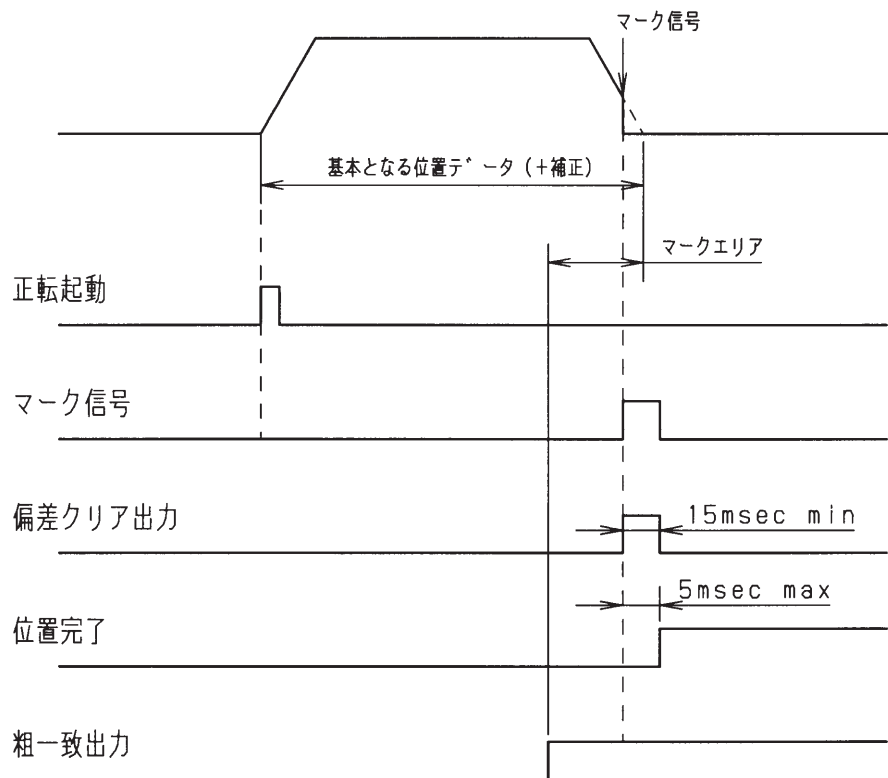 マーク信号
基本となる位置データ(+補正)
マークエリア
正転起動
マーク信号
偏差クリア出力
15msec min
5msec max
位置完了
粗一致出力